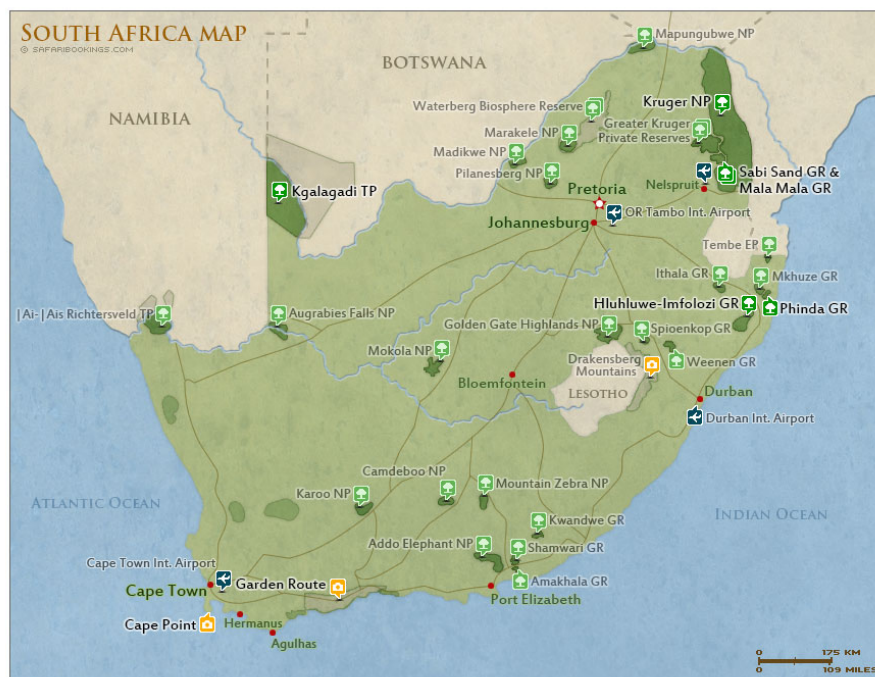 SOUTH AFRICA MAP
© SAFARIBOOKINGS.COM
Mapungubwe NP
BOTSWANA
NAMIBIA
Waterberg Biosphere Reserve
Kruger NP
Greater Kruger
Private Reserves
Marakele NP
Madikwe NP
Pilanesberg NP
Sabi Sand GR &
Mala Mala GR
Nelspruit
Kgalagadi TP
Pretoria
OR Tambo Int. Airport
Johannesburg
Tembe EP
Ithala GR
Mkhuze GR
Hluhluwe-Imfolozi GR
Phinda GR
|Ai-|Ais Richtersveld TP
Augrabies Falls NP
Golden Gate Highlands NP
Spioenkop GR
Mokola NP
Drakensberg
Mountains
Weenen GR
Bloemfontein
LESOTHO
Durban
Durban Int. Airport
Camdeboo NP
Mountain Zebra NP
Karoo NP
ATLANTIC OCEAN
INDIAN OCEAN
Kwandwe GR
Addo Elephant NP
Shamwari GR
Cape Town Int. Airport
Amakhala GR
Garden Route
Cape Town
Port Elizabeth
Cape Point
Hermanus
Agulhas
0 175 KM
0 109 MILES